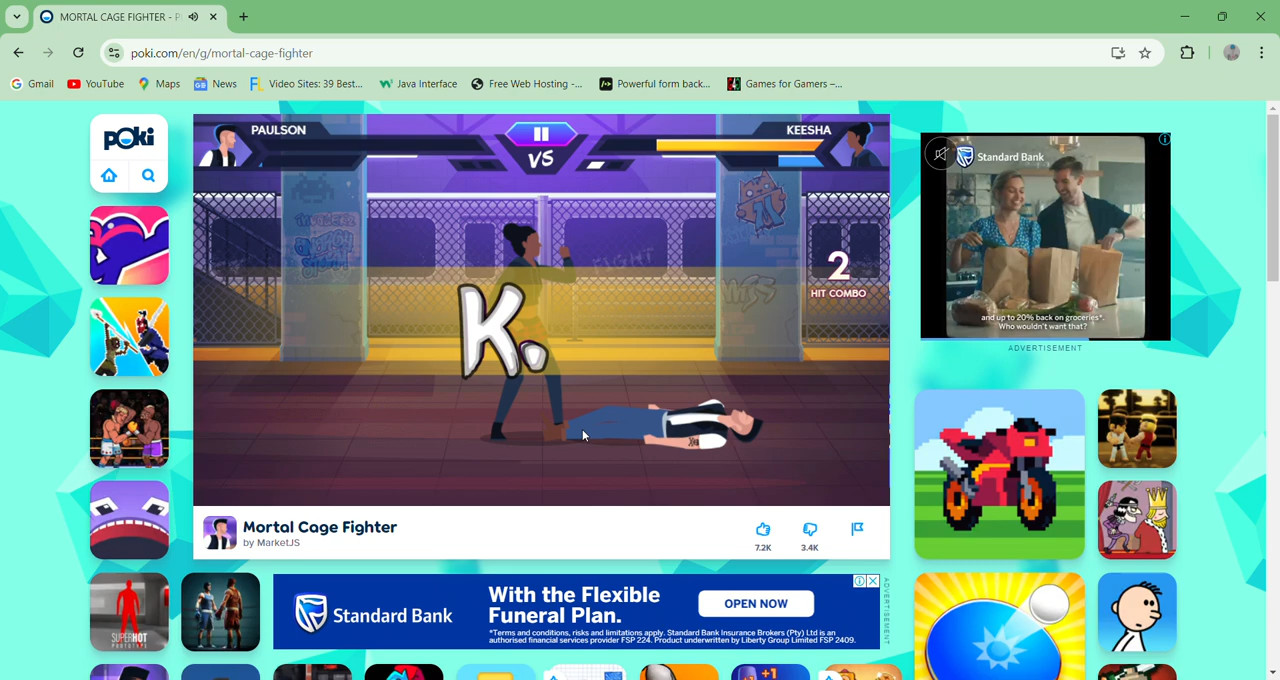 MORTAL CAGE FIGHTER - P
poki.com/en/g/mortal-cage-fighter
Gmail
YouTube
Maps
News
Video Sites: 39 Best...
Java Interface
Free Web Hosting -...
Powerful form back...
Games for Gamers –...
poki
PAULSON
VS
KEESHA
2
HIT COMBO
K.
Mortal Cage Fighter
by MarketJS
7.2K
3.4K
Standard Bank
and up to 20% back on groceries*.
Who wouldn't want that?
ADVERTISEMENT
SUPERHOT
PROTOTYPE
Standard Bank
With the Flexible
Funeral Plan.
*Terms and conditions, risks and limitations apply. Standard Bank Insurance Brokers (Pty) Ltd is an
authorised financial services provider FSP 224. Product underwritten by Liberty Group Limited FSP 2409.
OPEN NOW
ADVERTISEMENT
+1